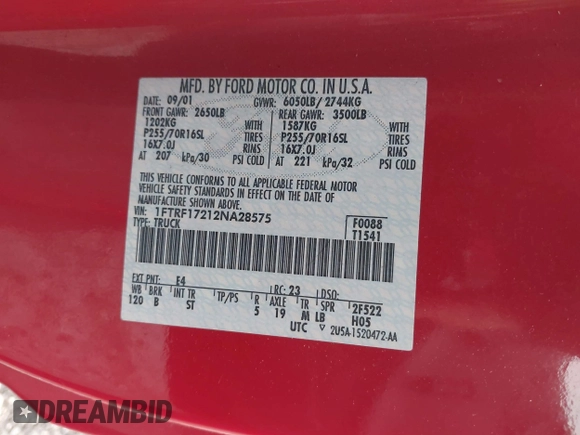 MFD. BY FORD MOTOR CO. IN U.S.A.
DATE: 09/01 GVWR: 6050LB/ 2744KG
FRONT GAWR: 2650LB REAR GAWR: 3500LB
1202KG WITH 1587KG WITH
P255/70R16SL TIRES P255/70R16SL TIRES
16X7.0J RIMS 16X7.0J RIMS
AT 207 kPa/30 PSI COLD AT 221 kPa/32 PSI COLD
THIS VEHICLE CONFORMS TO ALL APPLICABLE FEDERAL MOTOR
VEHICLE SAFETY STANDARDS IN EFFECT ON THE DATE OF
MANUFACTURE SHOWN ABOVE.
VIN: 1FTRF17212NA28575 F0088
TYPE: TRUCK T1541
EXT PNT: E4 RC: 23 DSO:
WB BRK INT TR TP/PS R AXLE TR SPR 2F522
120 B ST 5 19 M LB H05
UTC ▽ 2U5A-1520472-AA
DREAMBID